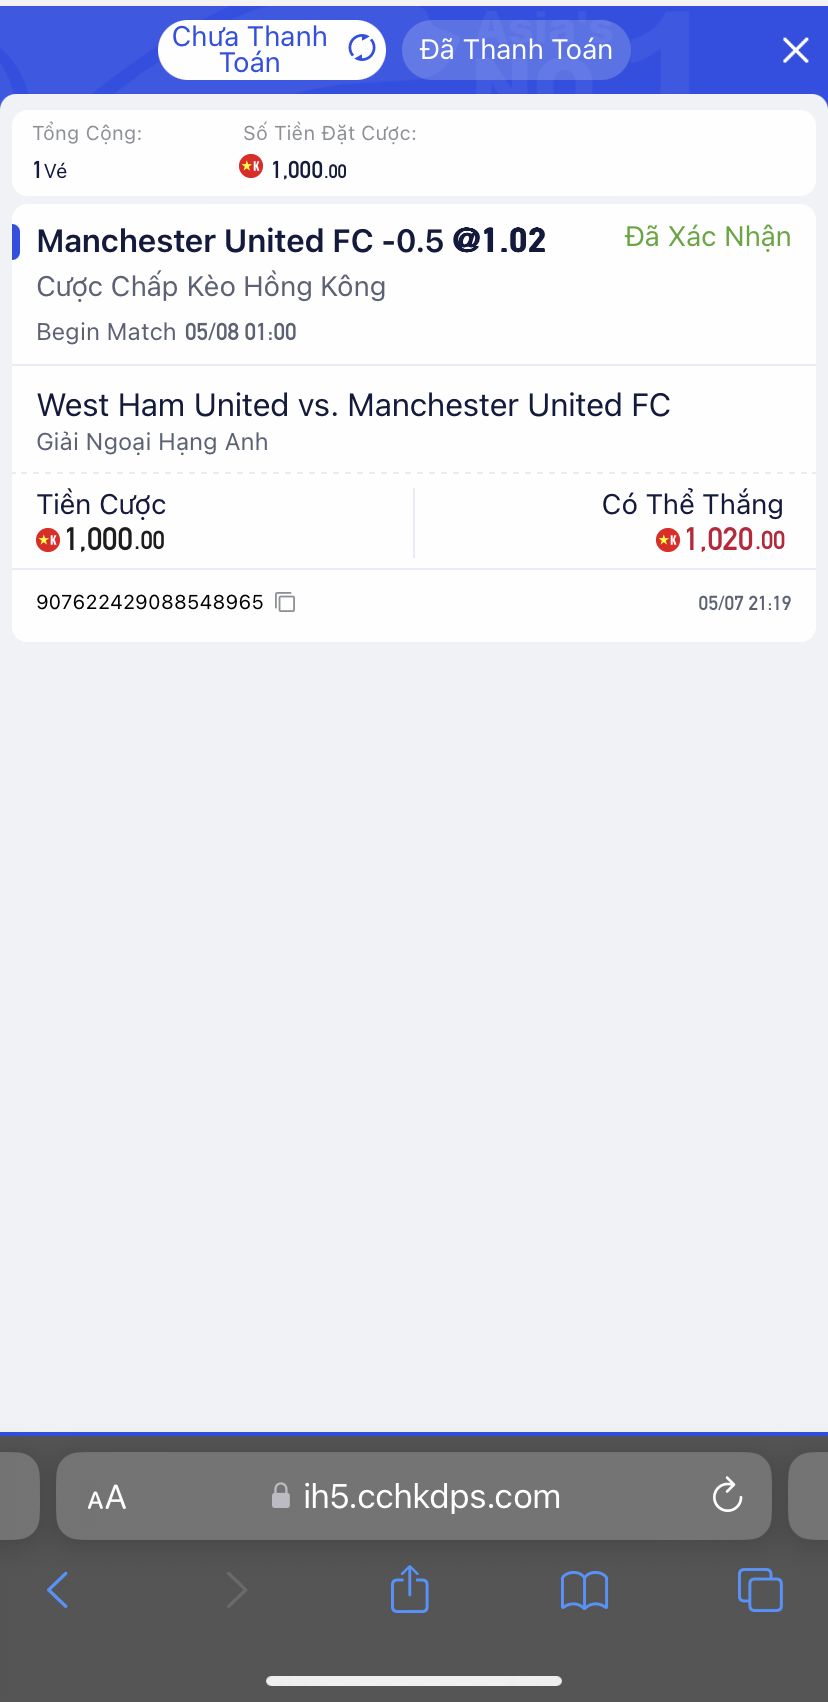 Asia's
NO.1
Chưa Thanh
Toán
Đã Thanh Toán
Tổng Cộng:
Số Tiền Đặt Cược:
1 Vé
K 1,000.00
Manchester United FC -0.5 @1.02
Đã Xác Nhận
Cược Chấp Kèo Hồng Kông
Begin Match 05/08 01:00
West Ham United vs. Manchester United FC
Giải Ngoại Hạng Anh
Tiền Cược
Có Thể Thắng
K 1,000.00
K 1,020.00
907622429088548965
05/07 21:19
AA
ih5.cchkdps.com